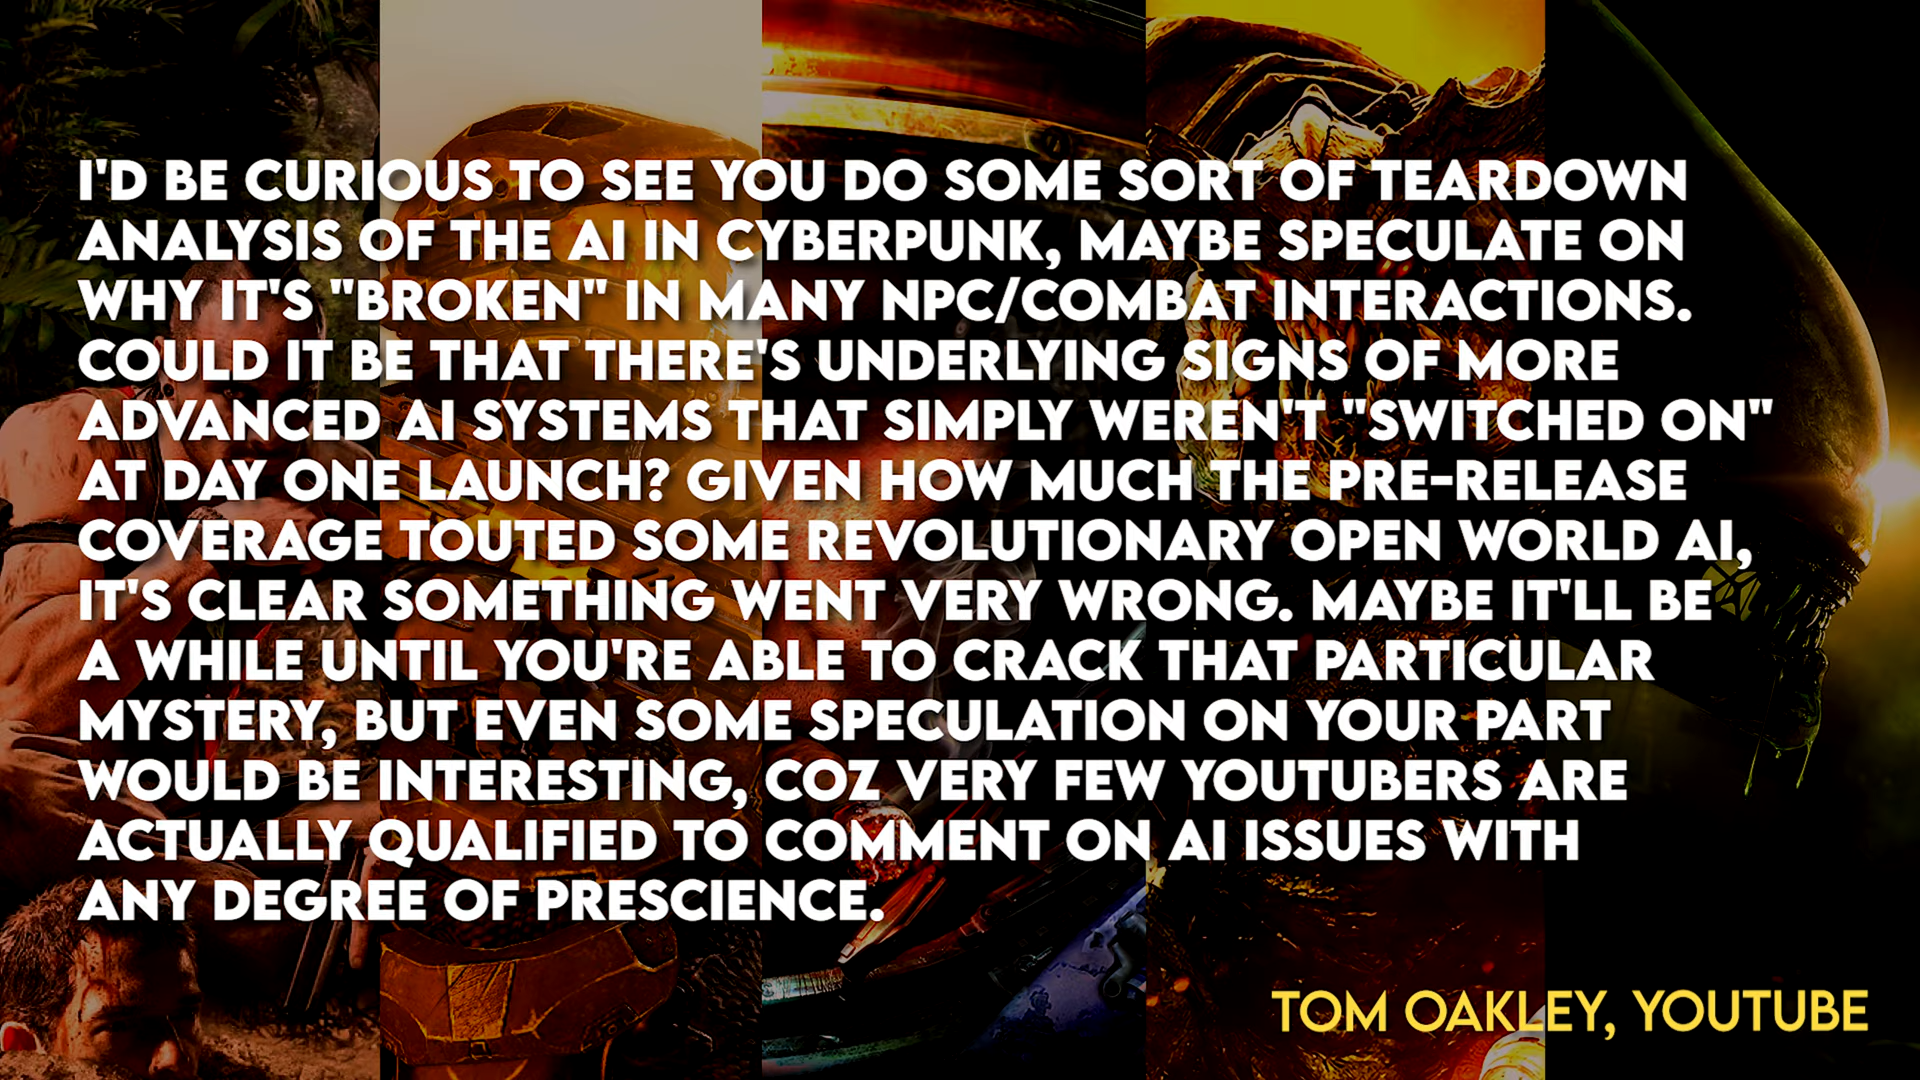 I'D BE CURIOUS TO SEE YOU DO SOME SORT OF TEARDOWN
ANALYSIS OF THE AI IN CYBERPUNK, MAYBE SPECULATE ON
WHY IT'S "BROKEN" IN MANY NPC/COMBAT INTERACTIONS.
COULD IT BE THAT THERE'S UNDERLYING SIGNS OF MORE
ADVANCED AI SYSTEMS THAT SIMPLY WEREN'T "SWITCHED ON"
AT DAY ONE LAUNCH? GIVEN HOW MUCH THE PRE-RELEASE
COVERAGE TOUTED SOME REVOLUTIONARY OPEN WORLD AI,
IT'S CLEAR SOMETHING WENT VERY WRONG. MAYBE IT'LL BE
A WHILE UNTIL YOU'RE ABLE TO CRACK THAT PARTICULAR
MYSTERY, BUT EVEN SOME SPECULATION ON YOUR PART
WOULD BE INTERESTING, COZ VERY FEW YOUTUBERS ARE
ACTUALLY QUALIFIED TO COMMENT ON AI ISSUES WITH
ANY DEGREE OF PRESCIENCE.
TOM OAKLEY, YOUTUBE